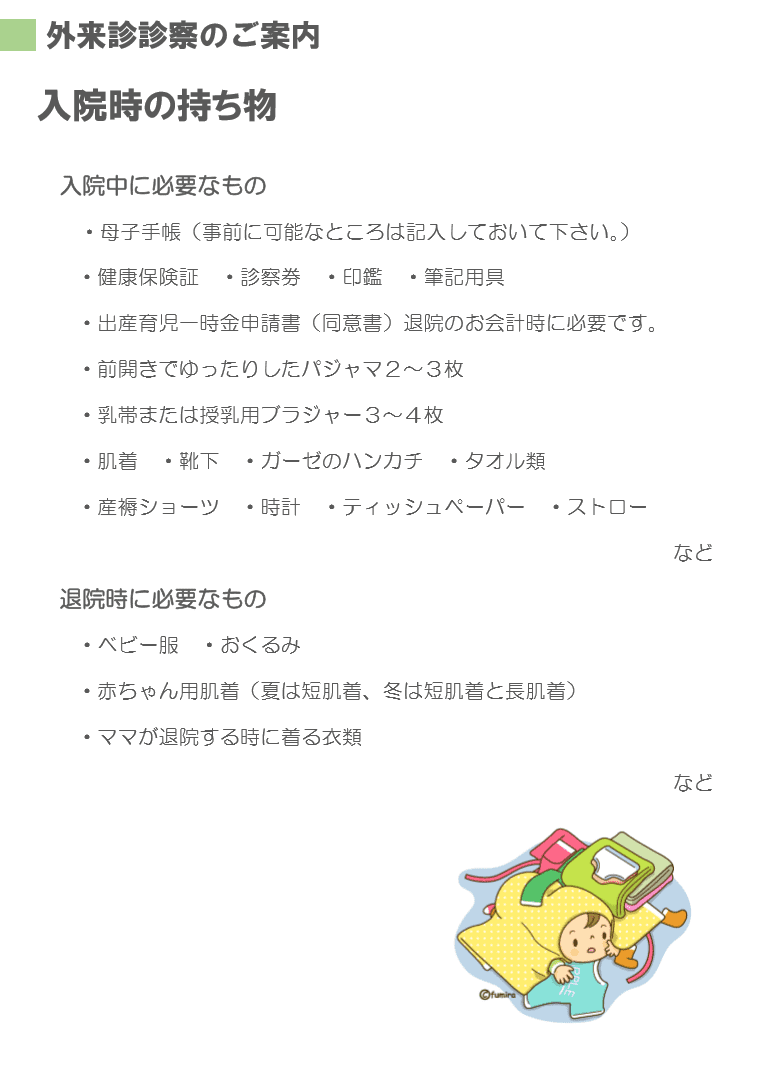 外来診診察のご案内
入院時の持ち物
入院中に必要なもの
・母子手帳（事前に可能なところは記入しておいて下さい。）
・健康保険証　・診察券　・印鑑　・筆記用具
・出産育児一時金申請書（同意書）退院のお会計時に必要です。
・前開きでゆったりしたパジャマ２～３枚
・乳帯または授乳用ブラジャー３～４枚
・肌着　・靴下　・ガーゼのハンカチ　・タオル類
・産褥ショーツ　・時計　・ティッシュペーパー　・ストロー
など
退院時に必要なもの
・ベビー服　・おくるみ
・赤ちゃん用肌着（夏は短肌着、冬は短肌着と長肌着）
・ママが退院する時に着る衣類
など
©fumira